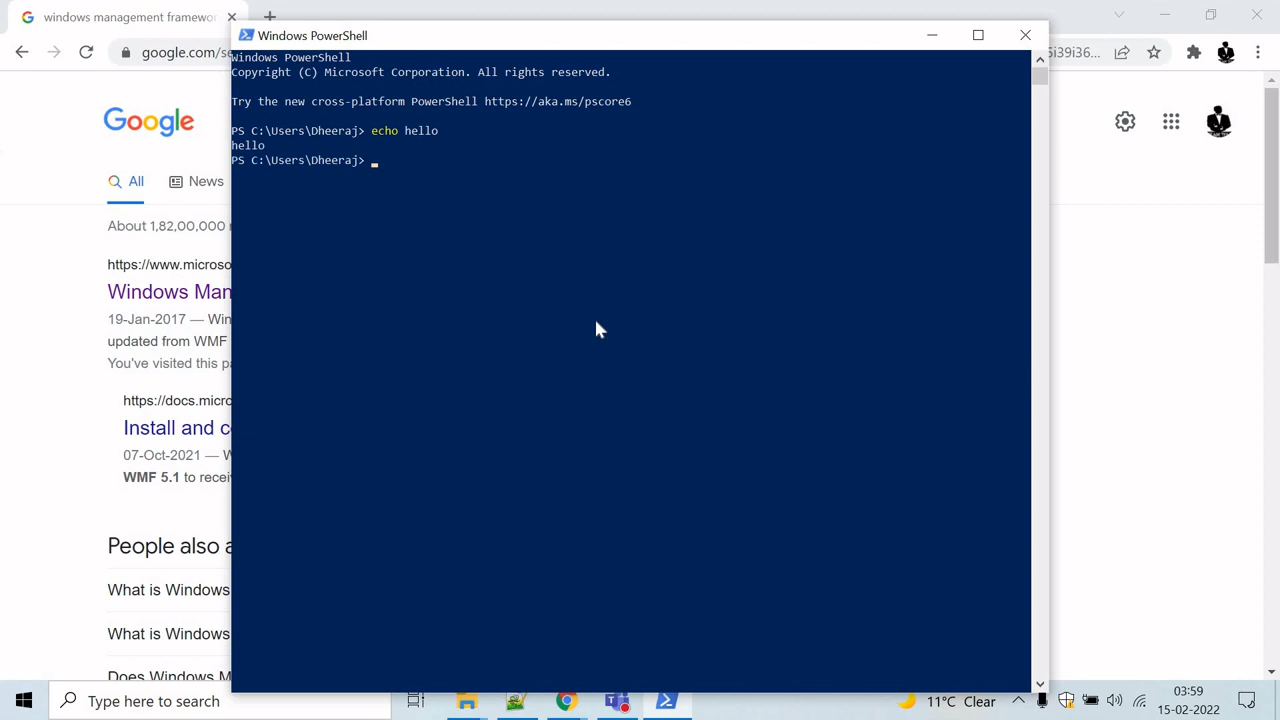 windows management framewo
google.com/se
5i39i36...
Windows PowerShell
Windows PowerShell
Copyright (C) Microsoft Corporation. All rights reserved.
Try the new cross-platform PowerShell https://aka.ms/pscore6
PS C:\Users\Dheeraj> echo hello
hello
PS C:\Users\Dheeraj>
Google
All
News
About 1,82,00,000
https://www.microso
Windows Man
19-Jan-2017 — Win
updated from WMF
You've visited this pa
https://docs.micro
Install and co
07-Oct-2021 — W
WMF 5.1 to receiv
People also a
What is Windows
What is Windows
Does Windows M
Type here to search
11°C Clear
03:59
15-02-2022